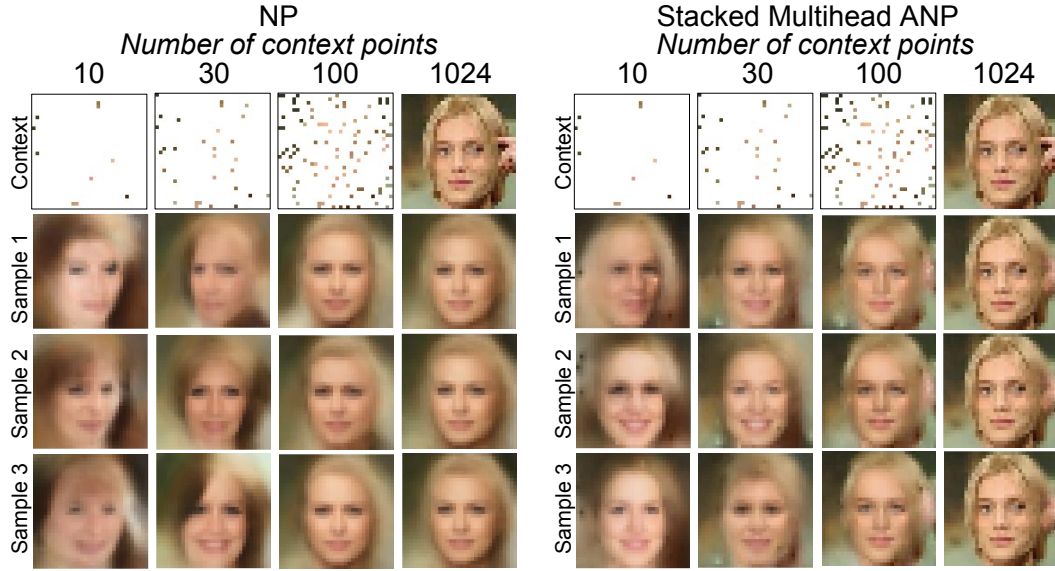 NP
Number of context points
10 30 100 1024
Context
Sample 1
Sample 2
Sample 3
Stacked Multihead ANP
Number of context points
10 30 100 1024
Context
Sample 1
Sample 2
Sample 3